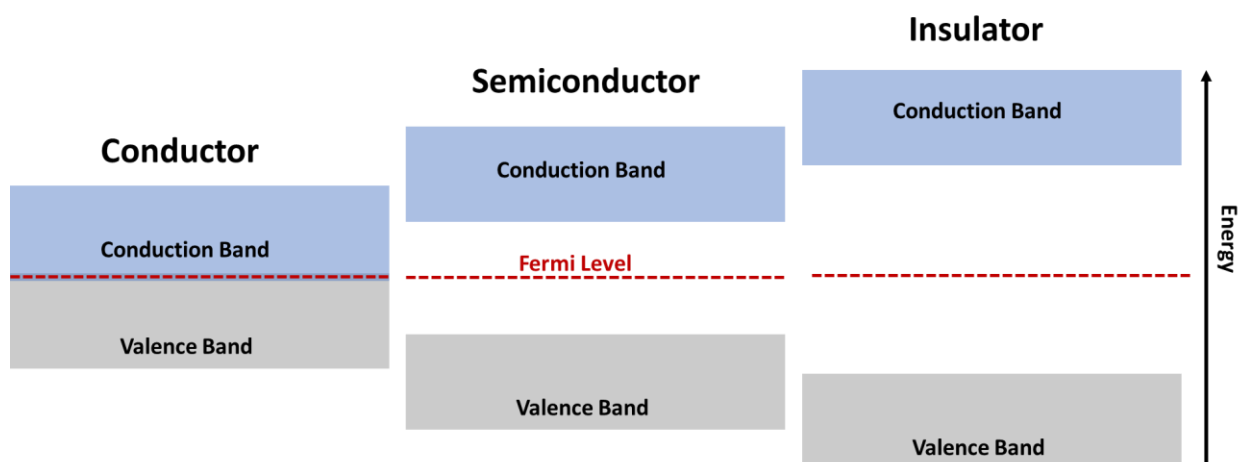 Conductor
Conduction Band
Valence Band
Semiconductor
Conduction Band
Fermi Level
Valence Band
Insulator
Conduction Band
Valence Band
Energy